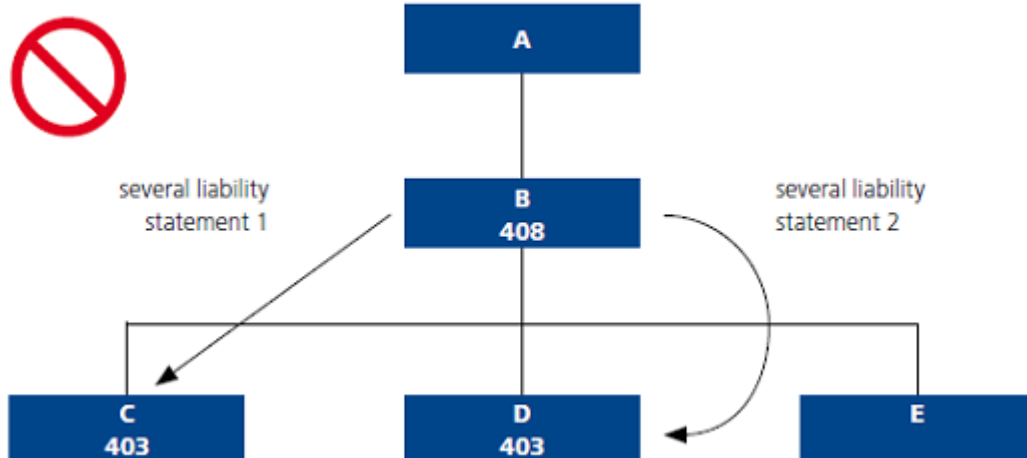 A
several liability
statement 1
B
408
several liability
statement 2
C
403
D
403
E